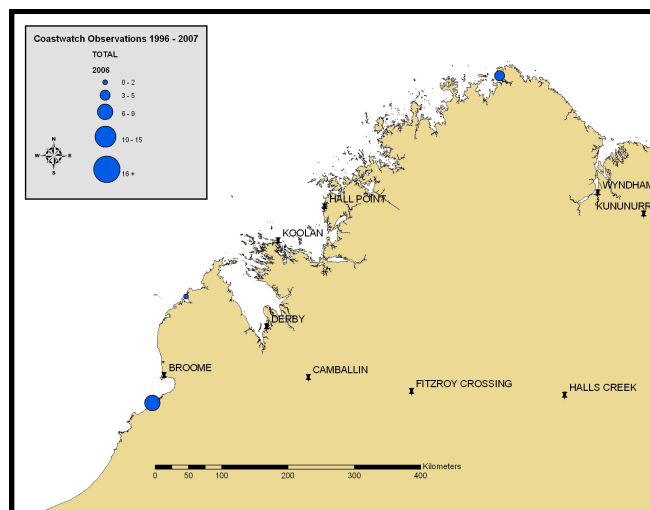 Coastwatch Observations 1996 - 2007
TOTAL
2006
0 - 2
3 - 5
6 - 9
10 - 15
16 +
N
W E
S
WYNDHAM
KUNUNURR
HALL POINT
KOOLAN
DERBY
BROOME
CAMBALLIN
FITZROY CROSSING
HALLS CREEK
Kilometers
0 50 100 200 300 400